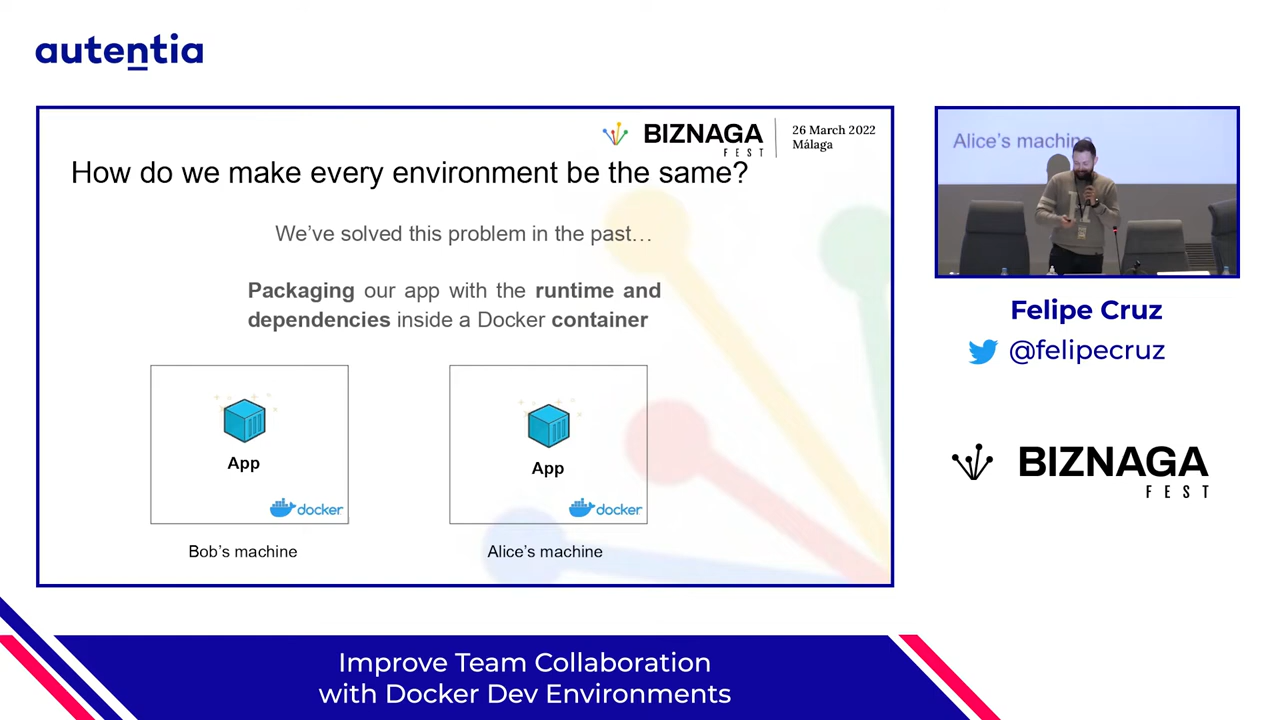 autentia
BIZNAGA
FEST
26 March 2022
Málaga
How do we make every environment be the same?
We've solved this problem in the past…
Packaging our app with the runtime and
dependencies inside a Docker container
App
docker
Bob's machine
App
docker
Alice's machine
Alice's machine
Felipe Cruz
@felipecruz
BIZNAGA
FEST
Improve Team Collaboration
with Docker Dev Environments